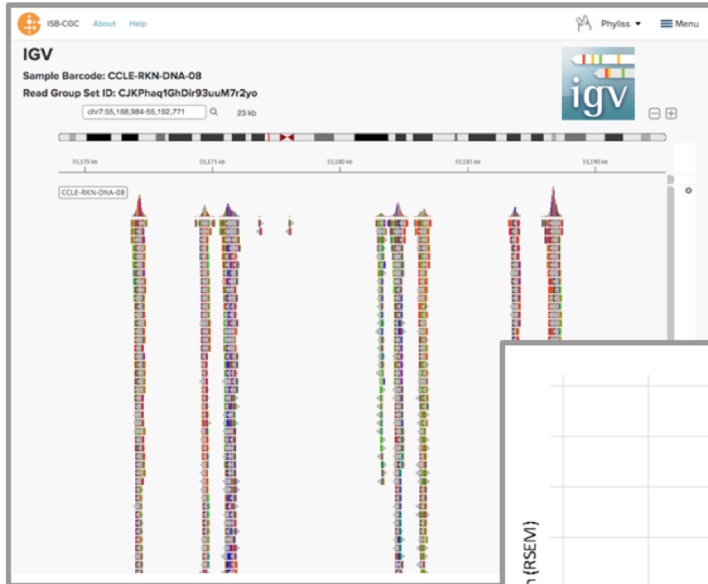 ISB-CGC About Help Phyliss Menu
IGV
Sample Barcode: CCLE-RKN-DNA-08
Read Group Set ID: CJKPhaq1GhDir93uuM7r2yo
igv
chr7:55,168,984-55,192,771 23 kb
55,170 kb 55,175 kb 55,180 kb 55,185 kb 55,190 kb
CCLE-RKN-DNA-08
n (RSEM)